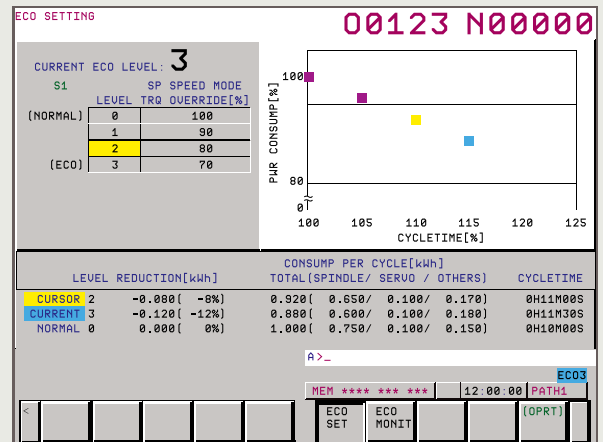 ECO SETTING O0123 N00000
CURRENT ECO LEVEL: 3
S1 SP SPEED MODE
LEVEL TRQ OVERRIDE[%]
(NORMAL) 0 100
1 90
2 80
(ECO) 3 70
PWR CONSUMP[%]
100
80
0
100 105 110 115 120 125
CYCLETIME[%]
CONSUMP PER CYCLE[kWh]
LEVEL REDUCTION[kWh] TOTAL(SPINDLE/ SERVO / OTHERS) CYCLETIME
CURSOR 2 -0.080( -8%) 0.920( 0.650/ 0.100/ 0.170) 0H11M00S
CURRENT 3 -0.120( -12%) 0.880( 0.600/ 0.100/ 0.180) 0H11M30S
NORMAL 0 0.000( 0%) 1.000( 0.750/ 0.100/ 0.150) 0H10M00S
A>_
ECO3
MEM **** *** *** 12:00:00 PATH1
< ECO ECO (OPRT)
SET MONIT